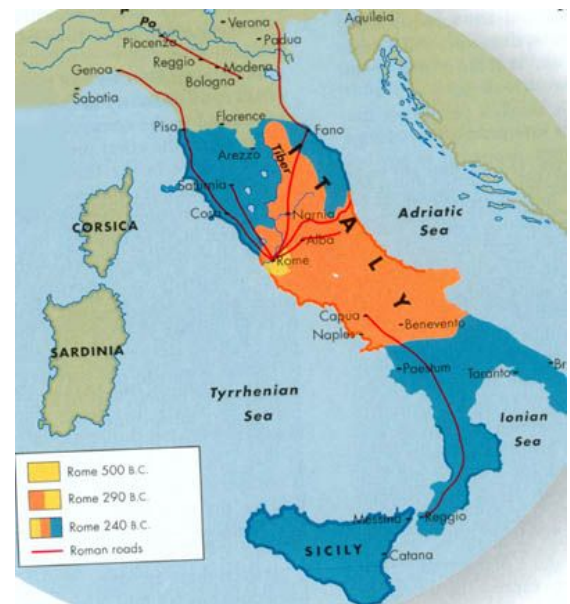 Po
Verona
Aquileia
Piacenza
Padua
Genoa
Reggio
Modena
Bologna
Sabatia
Pisa
Florence
Fano
Arezzo
Tiber
ITALY
Narnia
Adriatic
Sea
CORSICA
Alba
Rome
Capua
Benevento
Naples
SARDINIA
Paestum
Taranto
Br
Tyrrhenian
Sea
Ionian
Sea
Rome 500 B.C.
Rome 290 B.C.
Rome 240 B.C.
Roman roads
Messina
Reggio
SICILY
Catana